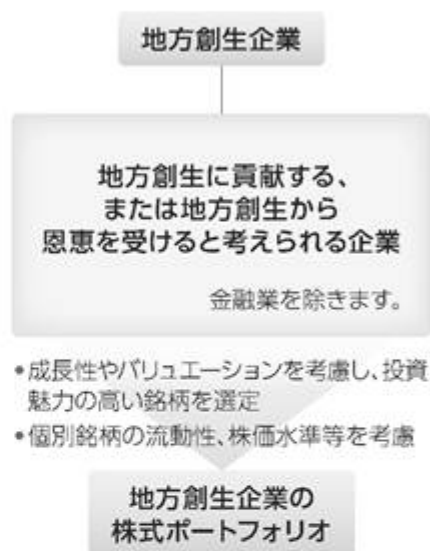 地方創生企業
地方創生に貢献する、
または地方創生から
恩恵を受けると考えられる企業
金融業を除きます。
•成長性やバリュエーションを考慮し、投資
魅力の高い銘柄を選定
•個別銘柄の流動性、株価水準等を考慮
地方創生企業の
株式ポートフォリオ